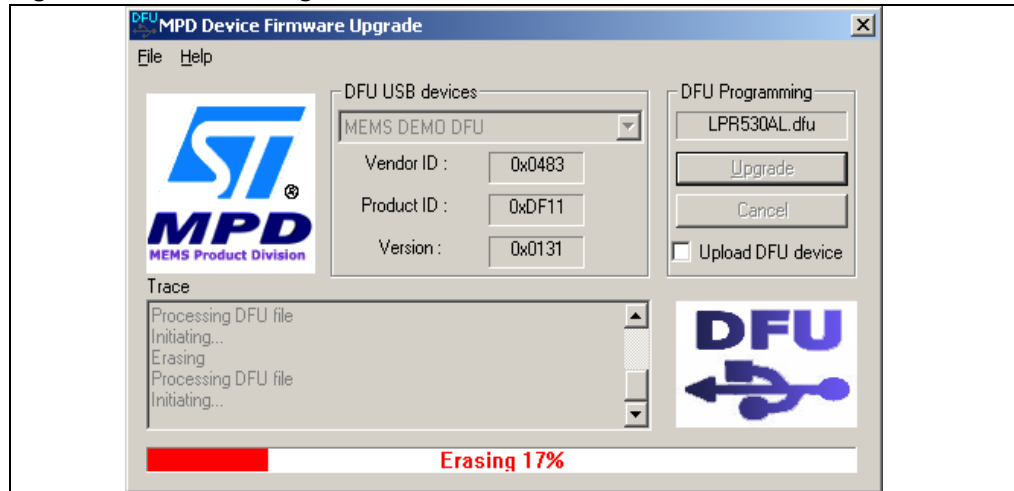 DFU
MPD Device Firmware Upgrade
File Help
DFU USB devices
MEMS DEMO DFU
Vendor ID : 0x0483
Product ID : 0xDF11
Version : 0x0131
DFU Programming
LPR530AL.dfu
Upgrade
Cancel
Upload DFU device
ST ®
MPD
MEMS Product Division
Trace
Processing DFU file
Initiating...
Erasing
Processing DFU file
Initiating...
DFU
Erasing 17%